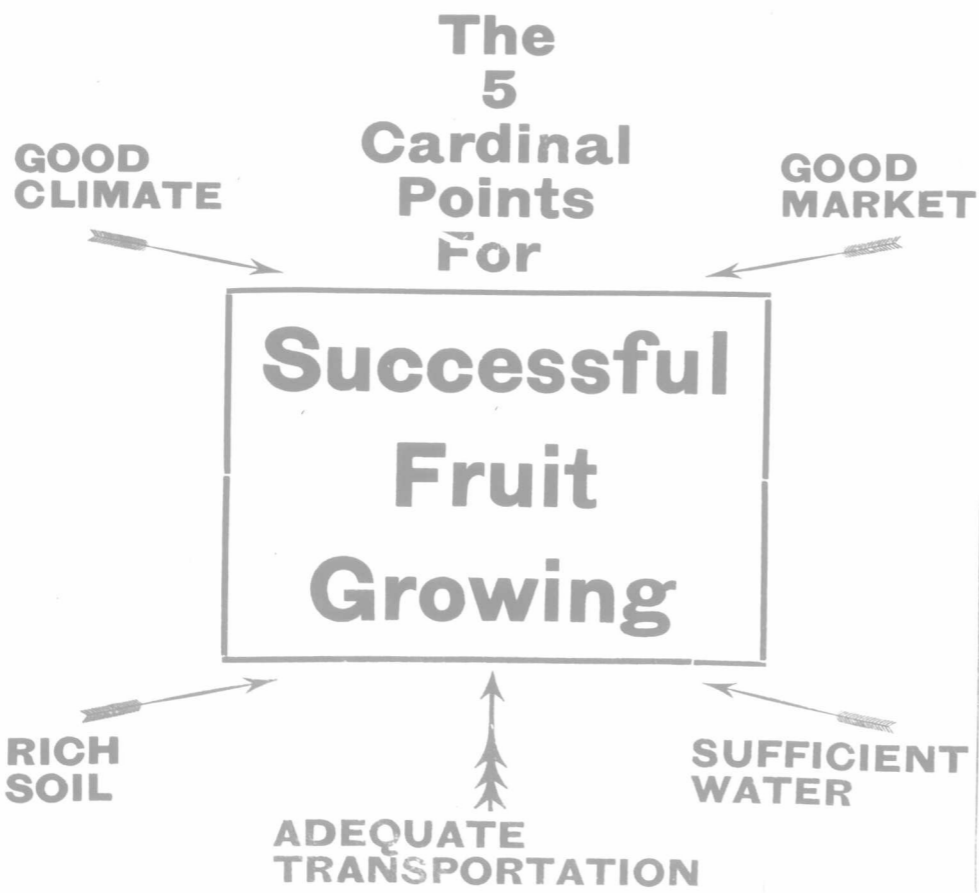 The
5
Cardinal
Points
For
GOOD
CLIMATE
GOOD
MARKET
Successful
Fruit
Growing
RICH
SOIL
ADEQUATE
TRANSPORTATION
SUFFICIENT
WATER